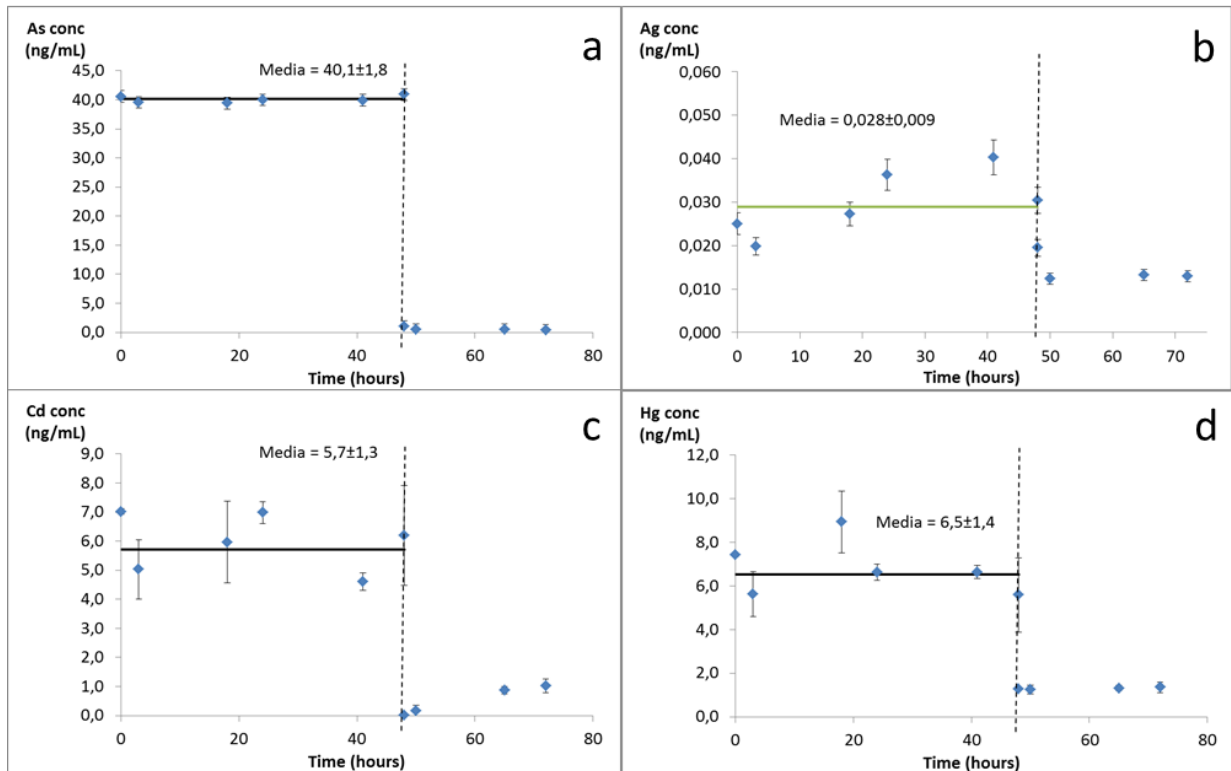 As conc
(ng/mL)
a
Media = 40,1±1,8
45,0
40,0
35,0
30,0
25,0
20,0
15,0
10,0
5,0
0,0
0 20 40 60 80
Time (hours)
Ag conc
(ng/mL)
b
Media = 0,028±0,009
0,060
0,050
0,040
0,030
0,020
0,010
0,000
0 10 20 30 40 50 60 70
Time (hours)
Cd conc
(ng/mL)
c
Media = 5,7±1,3
9,0
8,0
7,0
6,0
5,0
4,0
3,0
2,0
1,0
0,0
0 20 40 60 80
Time (hours)
Hg conc
(ng/mL)
d
Media = 6,5±1,4
12,0
10,0
8,0
6,0
4,0
2,0
0,0
0 20 40 60 80
Time (hours)